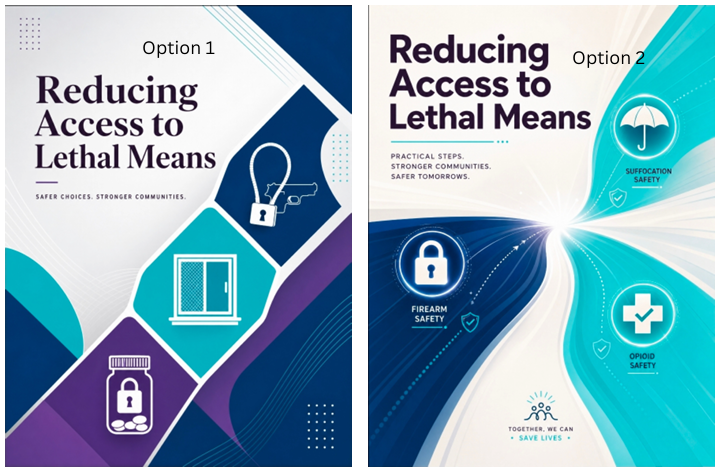 Option 1
Reducing
Access to
Lethal Means
SAFER CHOICES. STRONGER COMMUNITIES.
Option 2
Reducing
Access to
Lethal Means
PRACTICAL STEPS.
STRONGER COMMUNITIES.
SAFER TOMORROWS.
SUFFOCATION
SAFETY
FIREARM
SAFETY
OPIOID
SAFETY
TOGETHER, WE CAN
SAVE LIVES